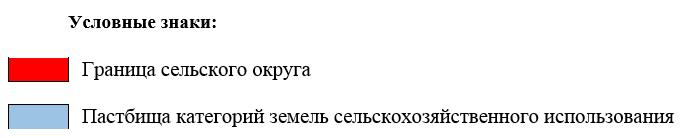 Условные знаки:
Граница сельского округа
Пастбища категорий земель сельскохозяйственного использования